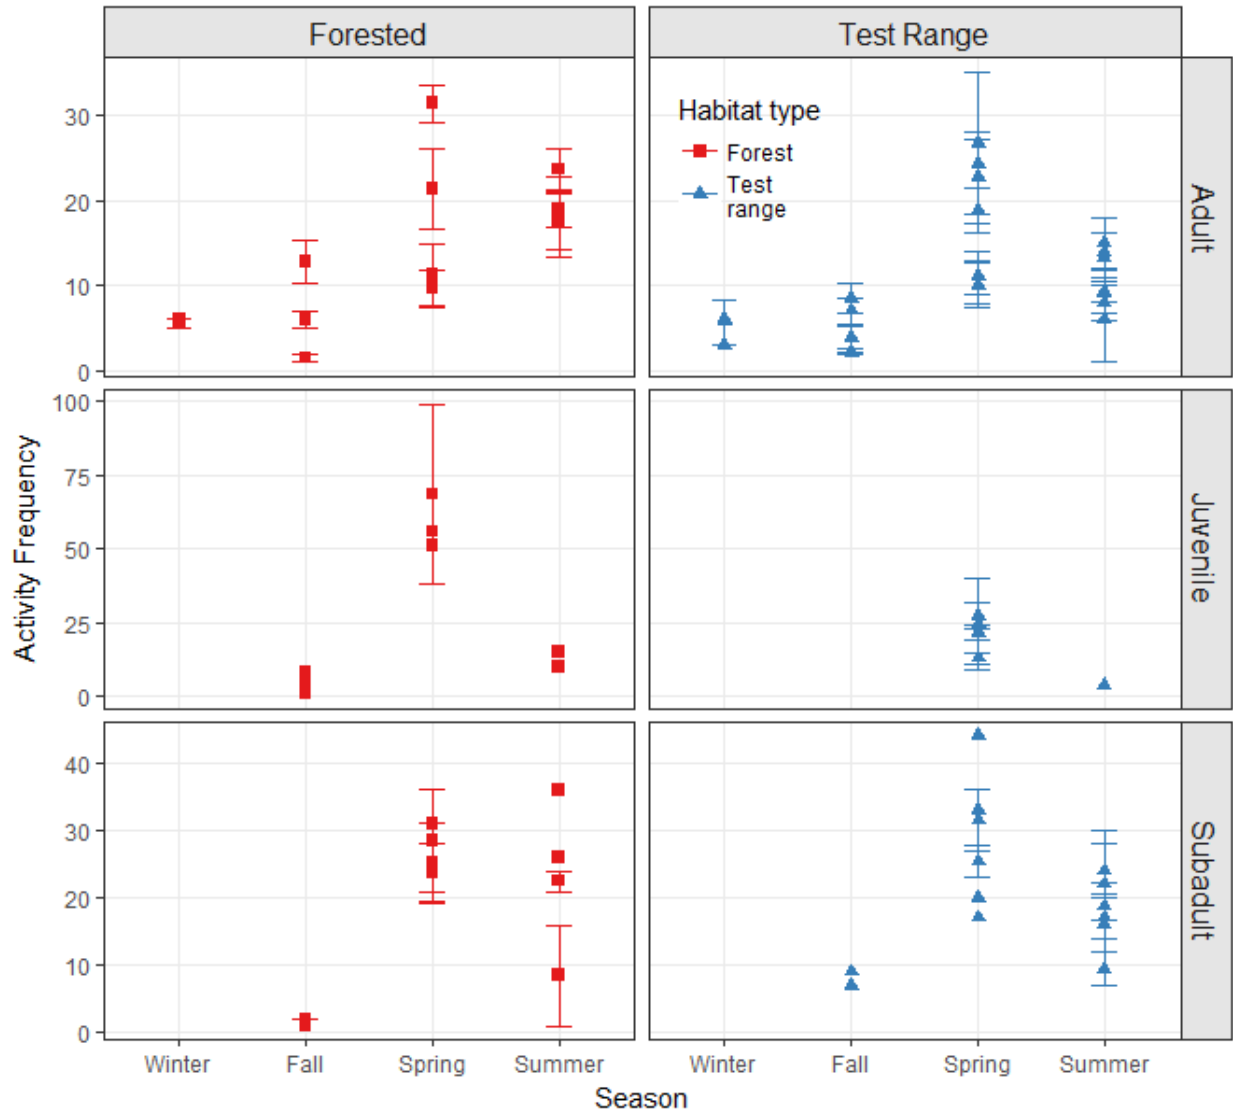 Forested
Test Range
Habitat type
Forest
Test
range
30
20
10
0
Adult
100
75
50
25
0
Juvenile
40
30
20
10
0
Subadult
Activity Frequency
Winter Fall Spring Summer
Winter Fall Spring Summer
Season